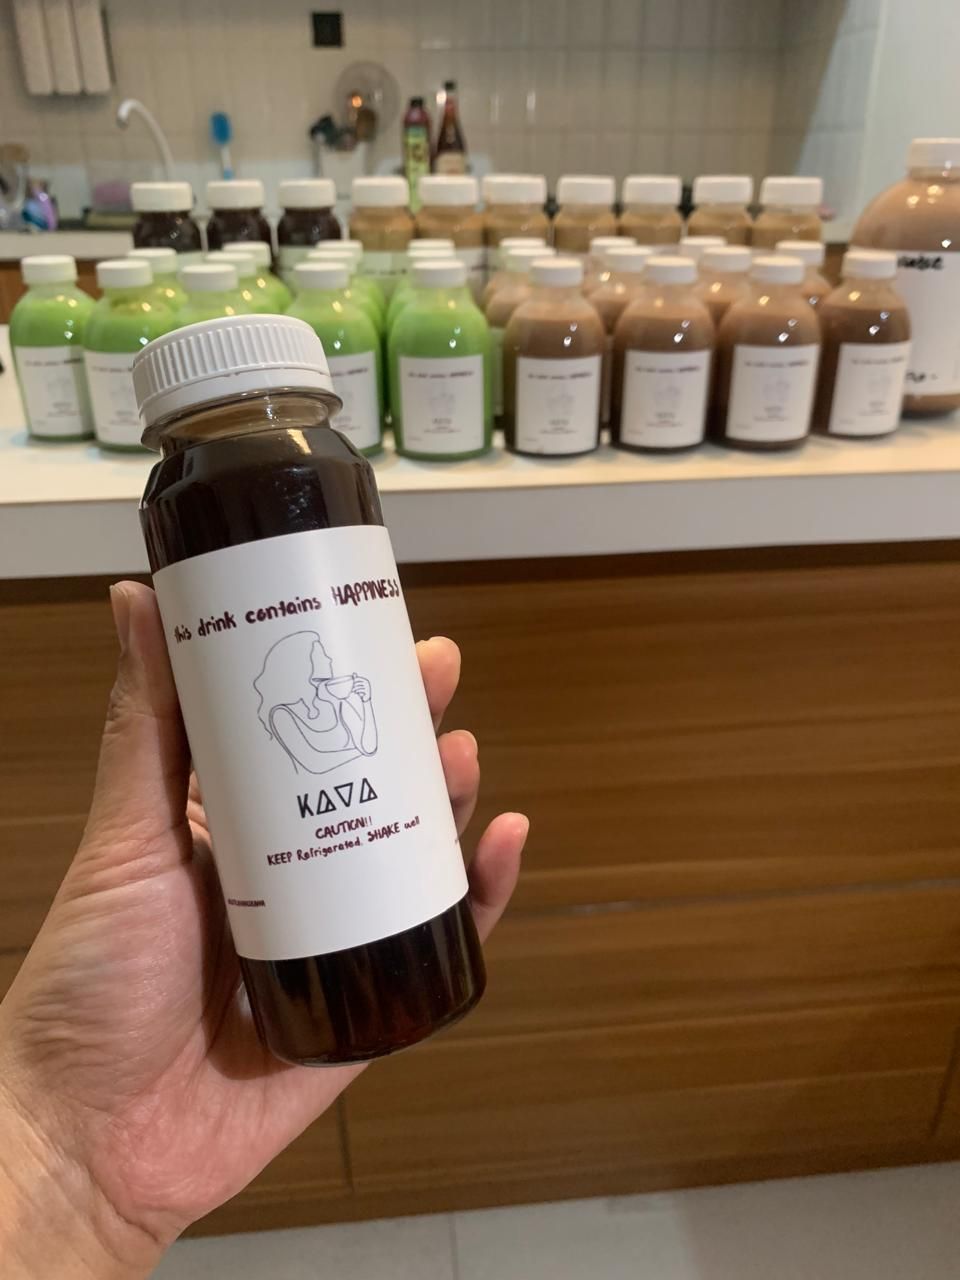 this drink contains HAPPINESS
KAVA
CAUTION!!
KEEP Refrigerated, SHAKE well